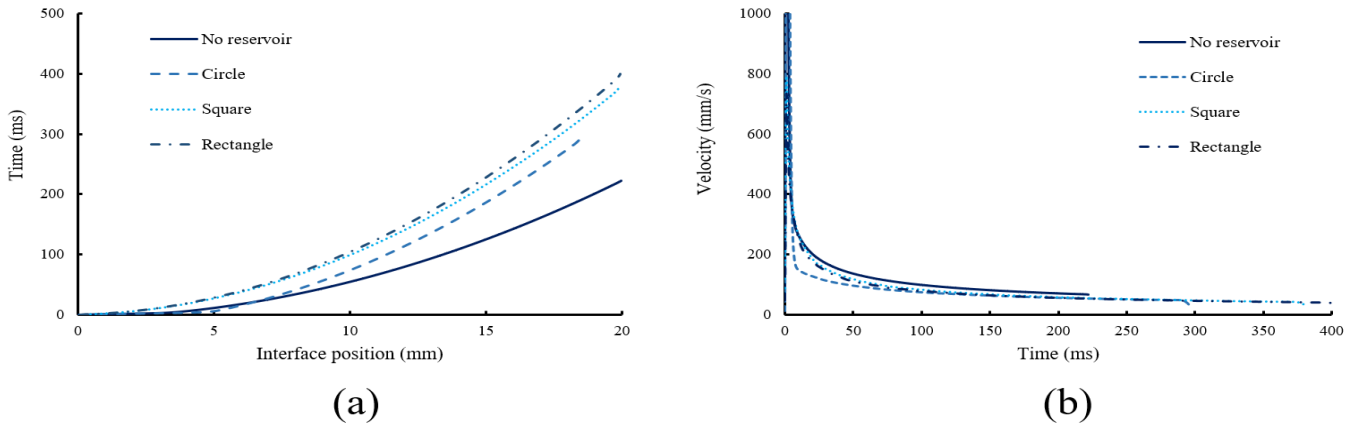 500
400
300
200
100
0
Time (ms)
No reservoir
Circle
Square
Rectangle
0 5 10 15 20
Interface position (mm)
(a)
1000
800
600
400
200
0
Velocity (mm/s)
No reservoir
Circle
Square
Rectangle
0 50 100 150 200 250 300 350 400
Time (ms)
(b)